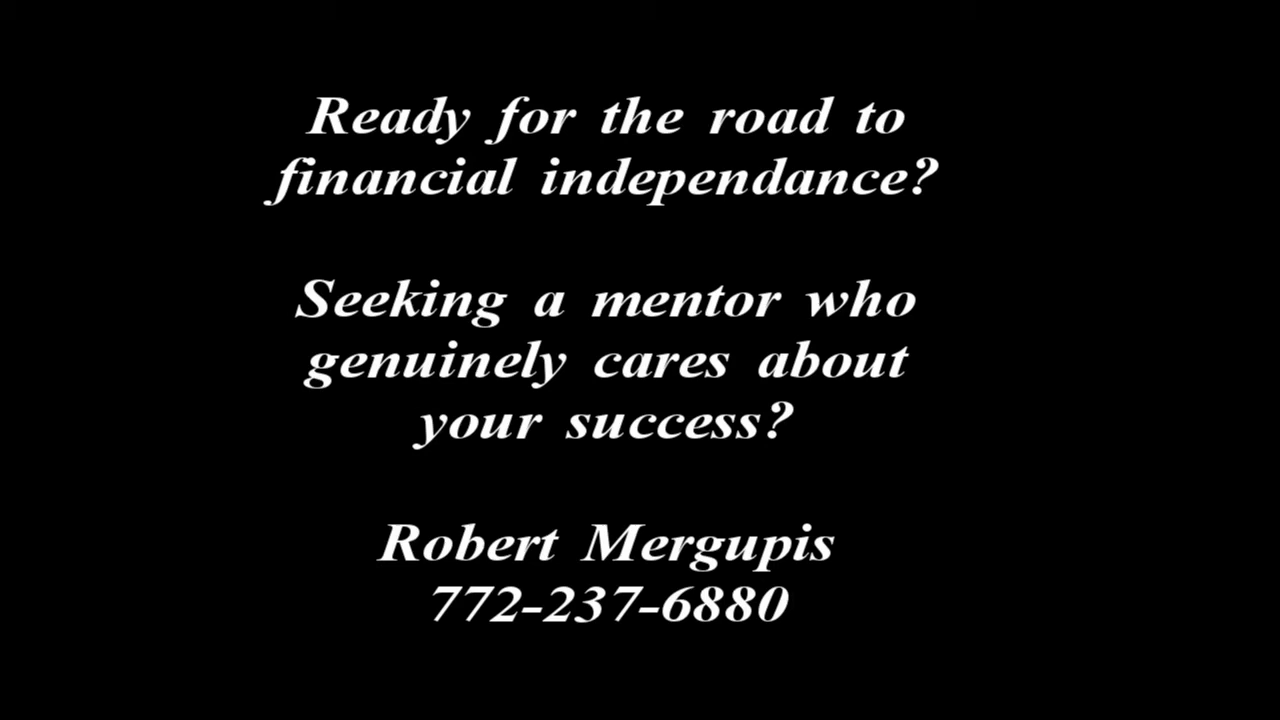 Ready for the road to
financial independance?
Seeking a mentor who
genuinely cares about
your success?
Robert Mergupis
772-237-6880